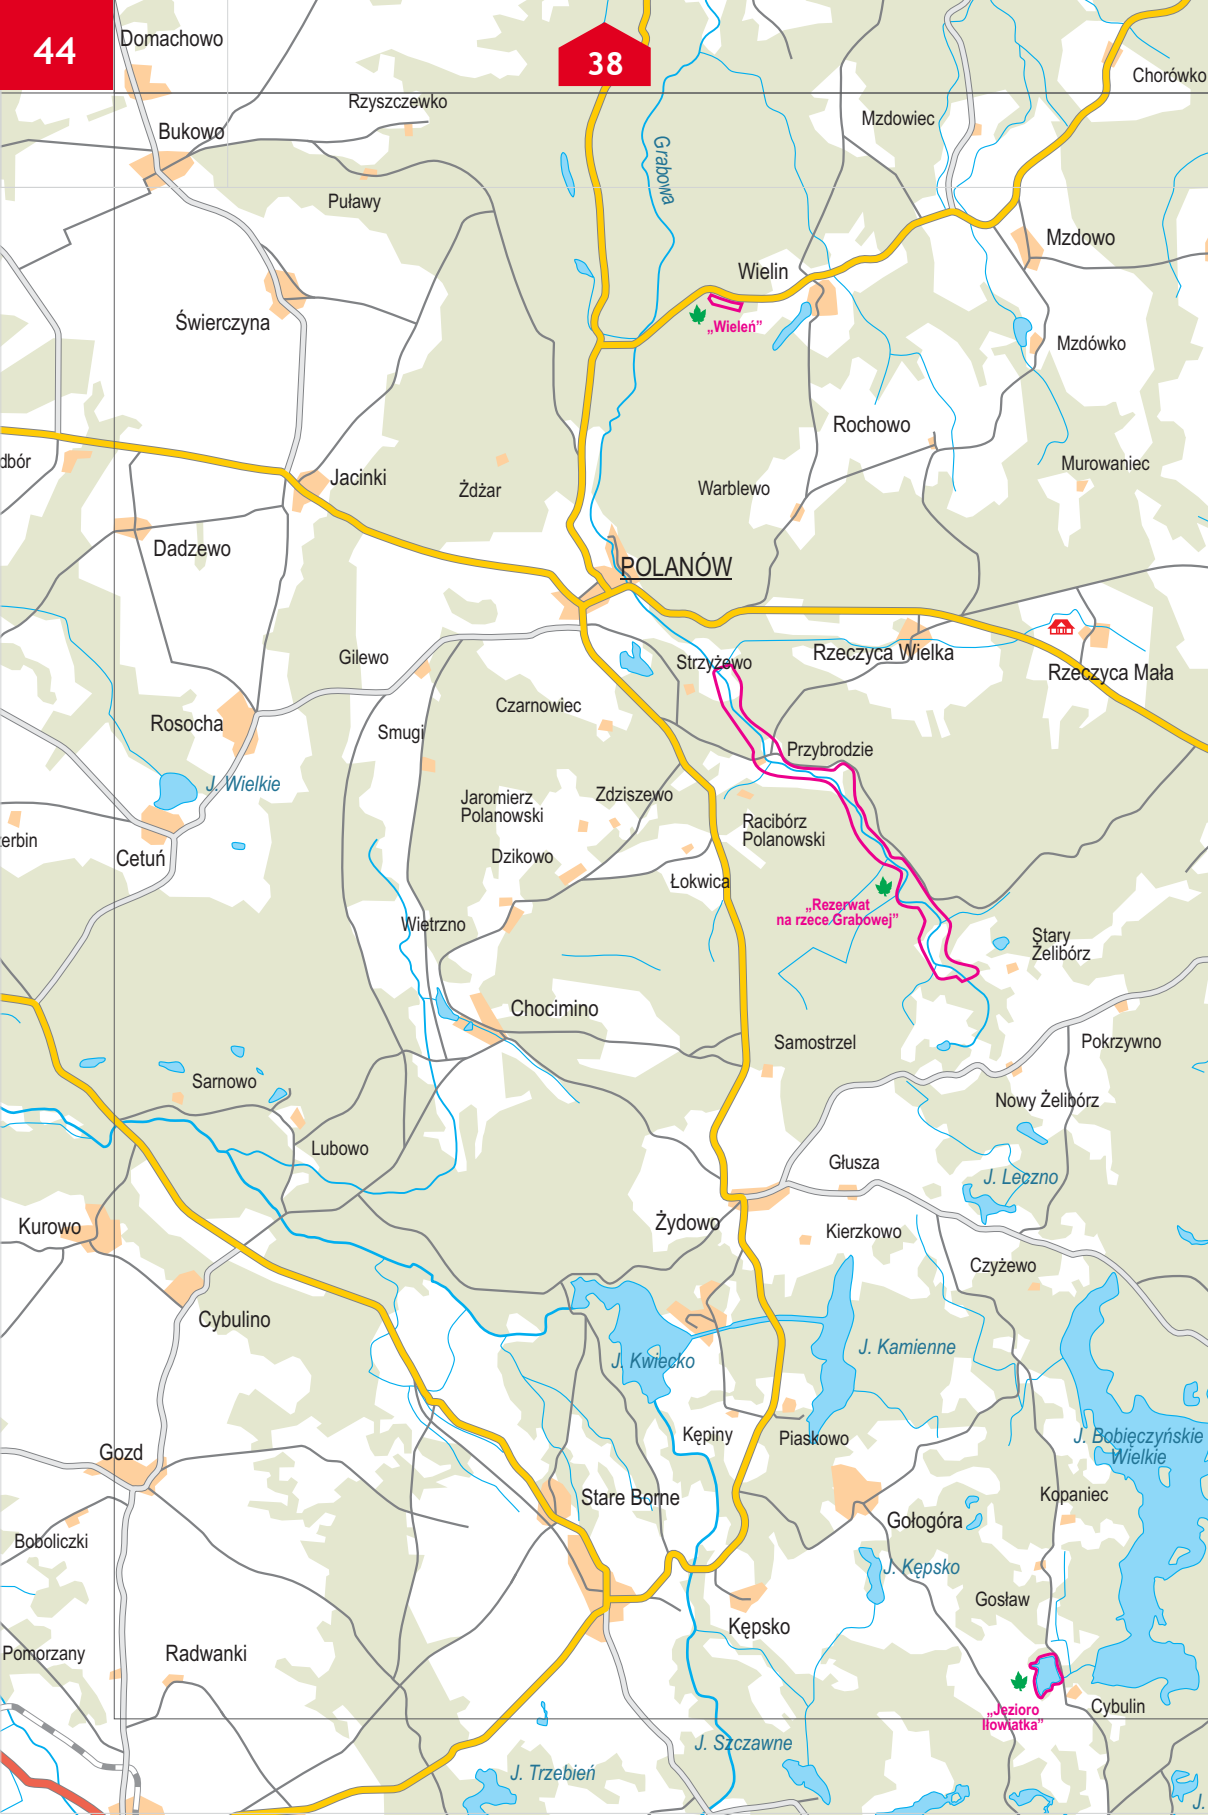 44
38
Domachowo
Chorówko
Rzyszczewko
Mzdowiec
Bukowo
Grabowa
Puławy
Mzdowo
Wielin
Świerczyna
„Wieleń”
Mzdówko
Rochowo
dbór
Murowaniec
Jacinki
Żdżar
Warblewo
Dadzewo
POLANÓW
Gilewo
Strzyżewo
Rzeczyca Wielka
Rzeczyca Mała
Czarnowiec
Rosocha
Smugi
Przybrodzie
J. Wielkie
Jaromierz
Polanowski
Zdziszewo
Racibórz
Polanowski
erbin
Cetuń
Dzikowo
Łokwica
„Rezerwat
na rzece Grabowej”
Wietrzno
Stary
Żelibórz
Chocimino
Samostrzel
Pokrzywno
Sarnowo
Nowy Żelibórz
Lubowo
Głusza
J. Leczno
Kurowo
Żydowo
Kierzkowo
Czyżewo
Cybulino
J. Kwiecko
J. Kamienne
Kępiny
Piaskowo
J. Bobięczyńskie
Wielkie
Gozd
Stare Borne
Kopaniec
Gołogóra
Boboliczki
J. Kępsko
Gosław
Kępsko
Pomorzany
Radwanki
„Jezioro
Iłowiatka”
Cybulin
J. Szczawne
J. Trzebień
J.